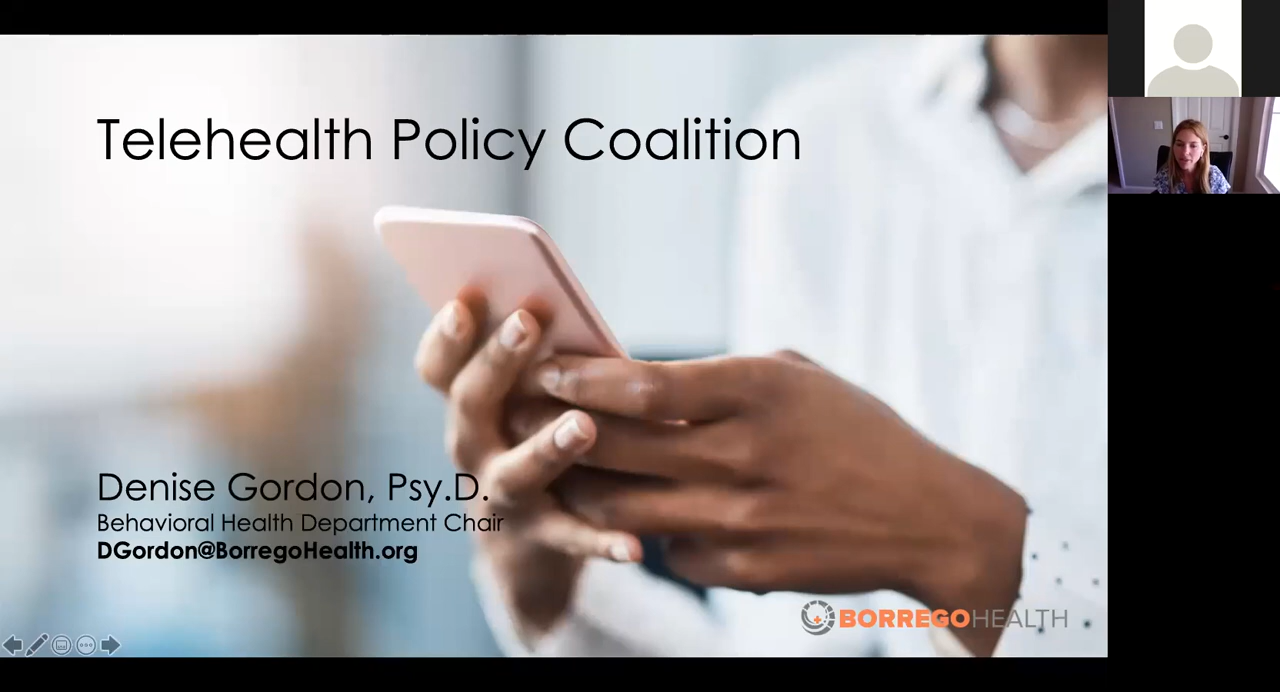 Telehealth Policy Coalition
Denise Gordon, Psy.D.
Behavioral Health Department Chair
DGordon@BorregoHealth.org
BORREGOHEALTH